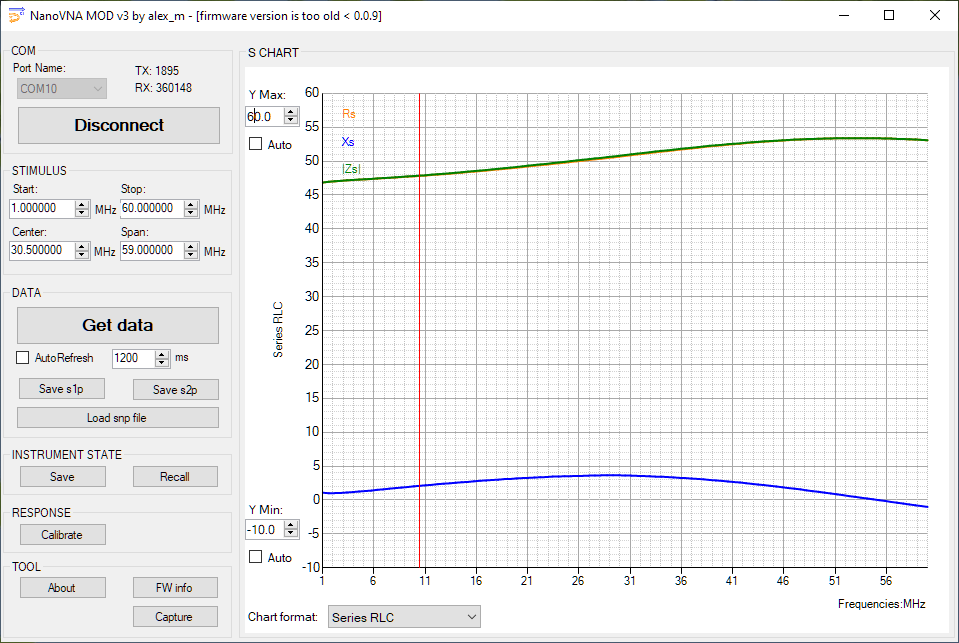 NanoVNA MOD v3 by alex_m - [firmware version is too old < 0.0.9]
COM
Port Name:
COM10
TX: 1895
RX: 360148
Disconnect
STIMULUS
Start: Stop:
1.000000 MHz 60.000000 MHz
Center: Span:
30.500000 MHz 59.000000 MHz
DATA
Get data
AutoRefresh 1200 ms
Save s1p Save s2p
Load snp file
INSTRUMENT STATE
Save Recall
RESPONSE
Calibrate
TOOL
About FW info
Capture
S CHART
Y Max:
60.0
Auto
Y Min:
-10.0
Auto
Series RLC
60
55
50
45
40
35
30
25
20
15
10
5
0
-5
-10
Rs
Xs
|Zs|
1 6 11 16 21 26 31 36 41 46 51 56
Frequencies:MHz
Chart format: Series RLC